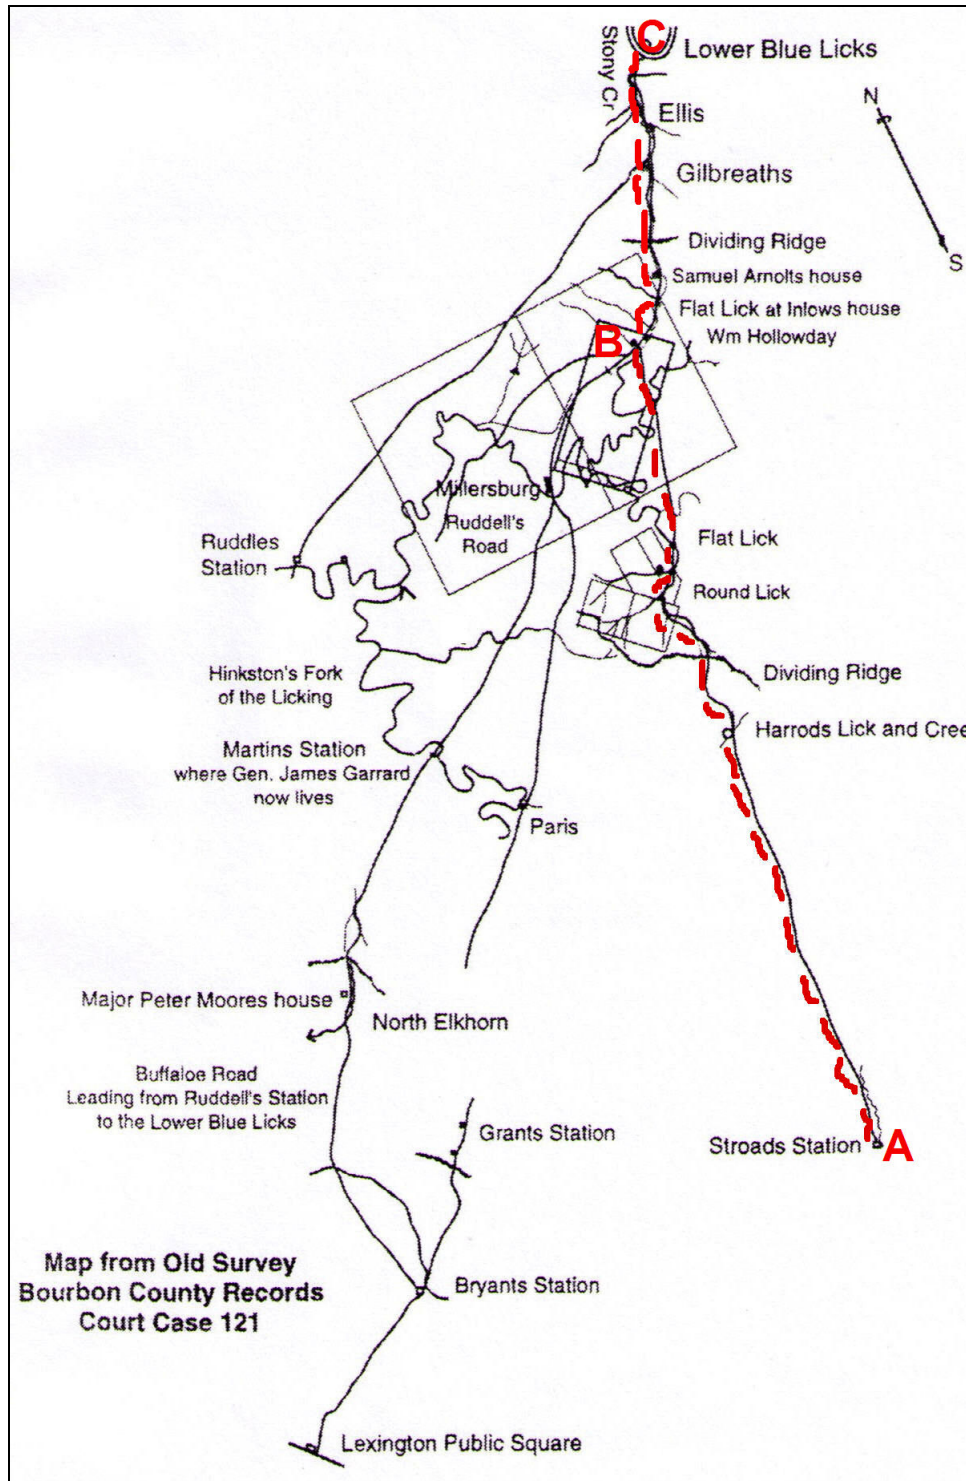 C
Lower Blue Licks
Stony Cr
N
Ellis
Gilbreaths
S
Dividing Ridge
Samuel Arnolts house
Flat Lick at Inlows house
B
Wm Hollowday
Millersburg
Ruddell's
Road
Ruddles
Station
Flat Lick
Round Lick
Hinkston's Fork
of the Licking
Dividing Ridge
Martins Station
where Gen. James Garrard
now lives
Harrods Lick and Cree
Paris
Major Peter Moores house
North Elkhorn
Buffaloe Road
Leading from Ruddell's Station
to the Lower Blue Licks
Grants Station
Stroads Station
A
Map from Old Survey
Bourbon County Records
Court Case 121
Bryants Station
Lexington Public Square